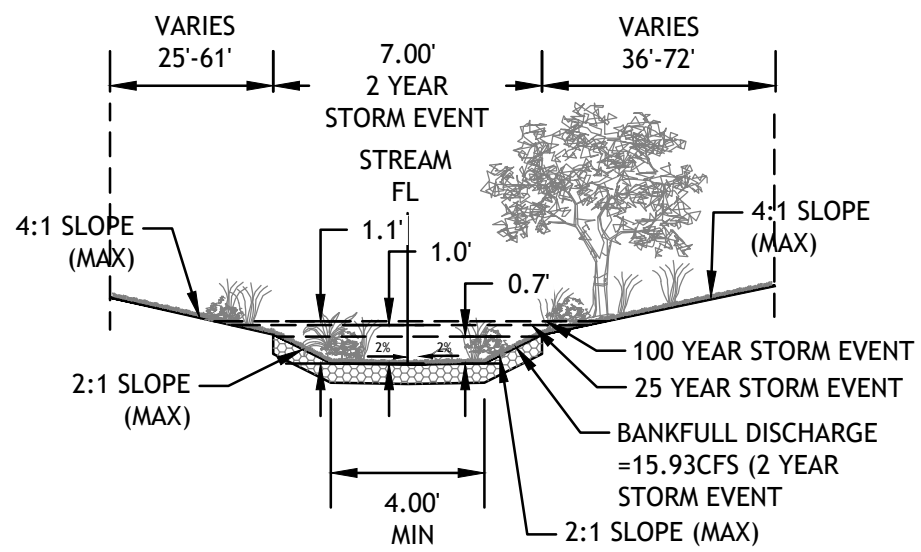 VARIES
25'-61'
7.00'
2 YEAR
STORM EVENT
VARIES
36'-72'
STREAM
FL
4:1 SLOPE
(MAX)
1.1'
1.0'
0.7'
4:1 SLOPE
(MAX)
2%
2%
2:1 SLOPE
(MAX)
100 YEAR STORM EVENT
25 YEAR STORM EVENT
BANKFULL DISCHARGE
=15.93CFS (2 YEAR
STORM EVENT
4.00'
MIN
2:1 SLOPE (MAX)